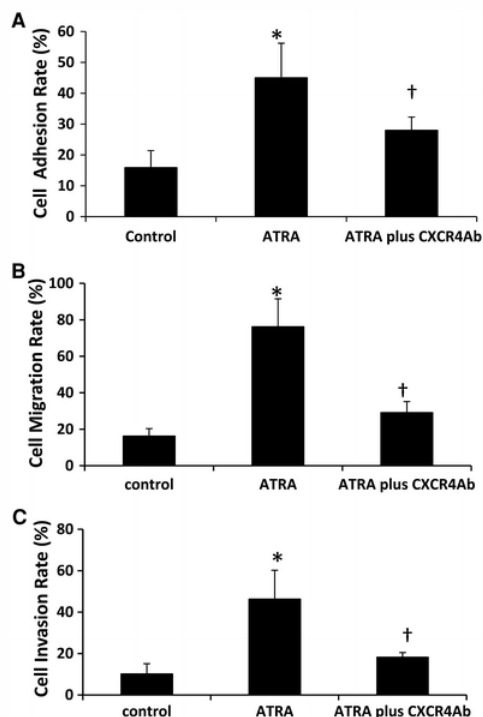 A
Cell Adhesion Rate (%)
60
50
40
30
20
10
0
*
†
Control ATRA ATRA plus CXCR4Ab
B
Cell Migration Rate (%)
100
80
60
40
20
0
*
†
control ATRA ATRA plus CXCR4Ab
C
Cell Invasion Rate (%)
80
60
40
20
0
*
†
control ATRA ATRA plus CXCR4Ab